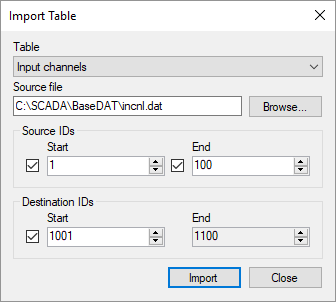 Import Table
Table
Input channels
Source file
C:\SCADA\BaseDAT\incnl.dat
Browse...
Source IDs
Start
End
1
100
Destination IDs
Start
End
1001
1100
Import
Close